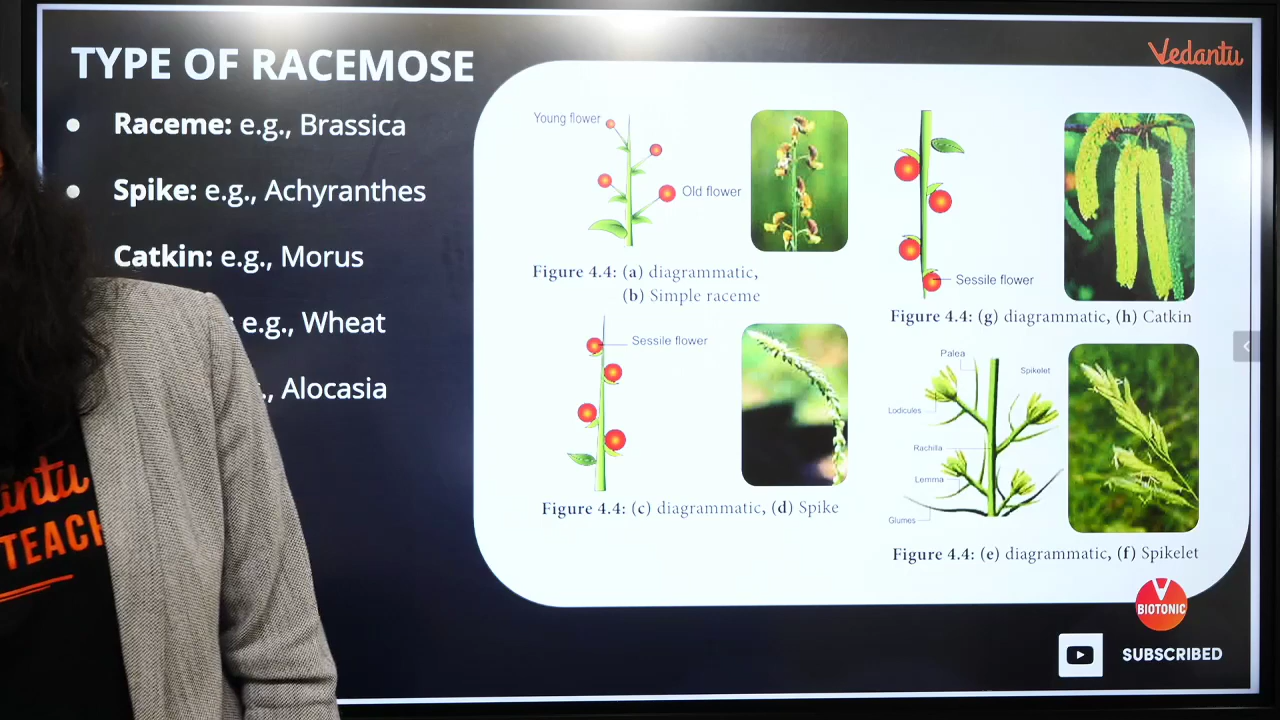 TYPE OF RACEMOSE
Raceme: e.g., Brassica
Spike: e.g., Achyranthes
Catkin: e.g., Morus
e.g., Wheat
Alocasia
Vedantu
Young flower
Old flower
Figure 4.4: (a) diagrammatic,
(b) Simple raceme
Sessile flower
Figure 4.4: (g) diagrammatic, (h) Catkin
Sessile flower
Figure 4.4: (c) diagrammatic, (d) Spike
Palea
Spikelet
Lodicules
Rachilla
Lemma
Glumes
Figure 4.4: (e) diagrammatic, (f) Spikelet
BIOTONIC
SUBSCRIBED